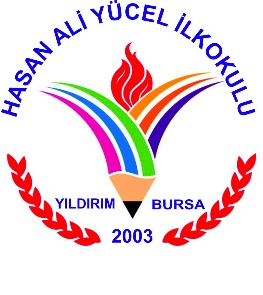 HASAN ALİ YÜCEL İLKOKULU
YILDIRIM BURSA
2003